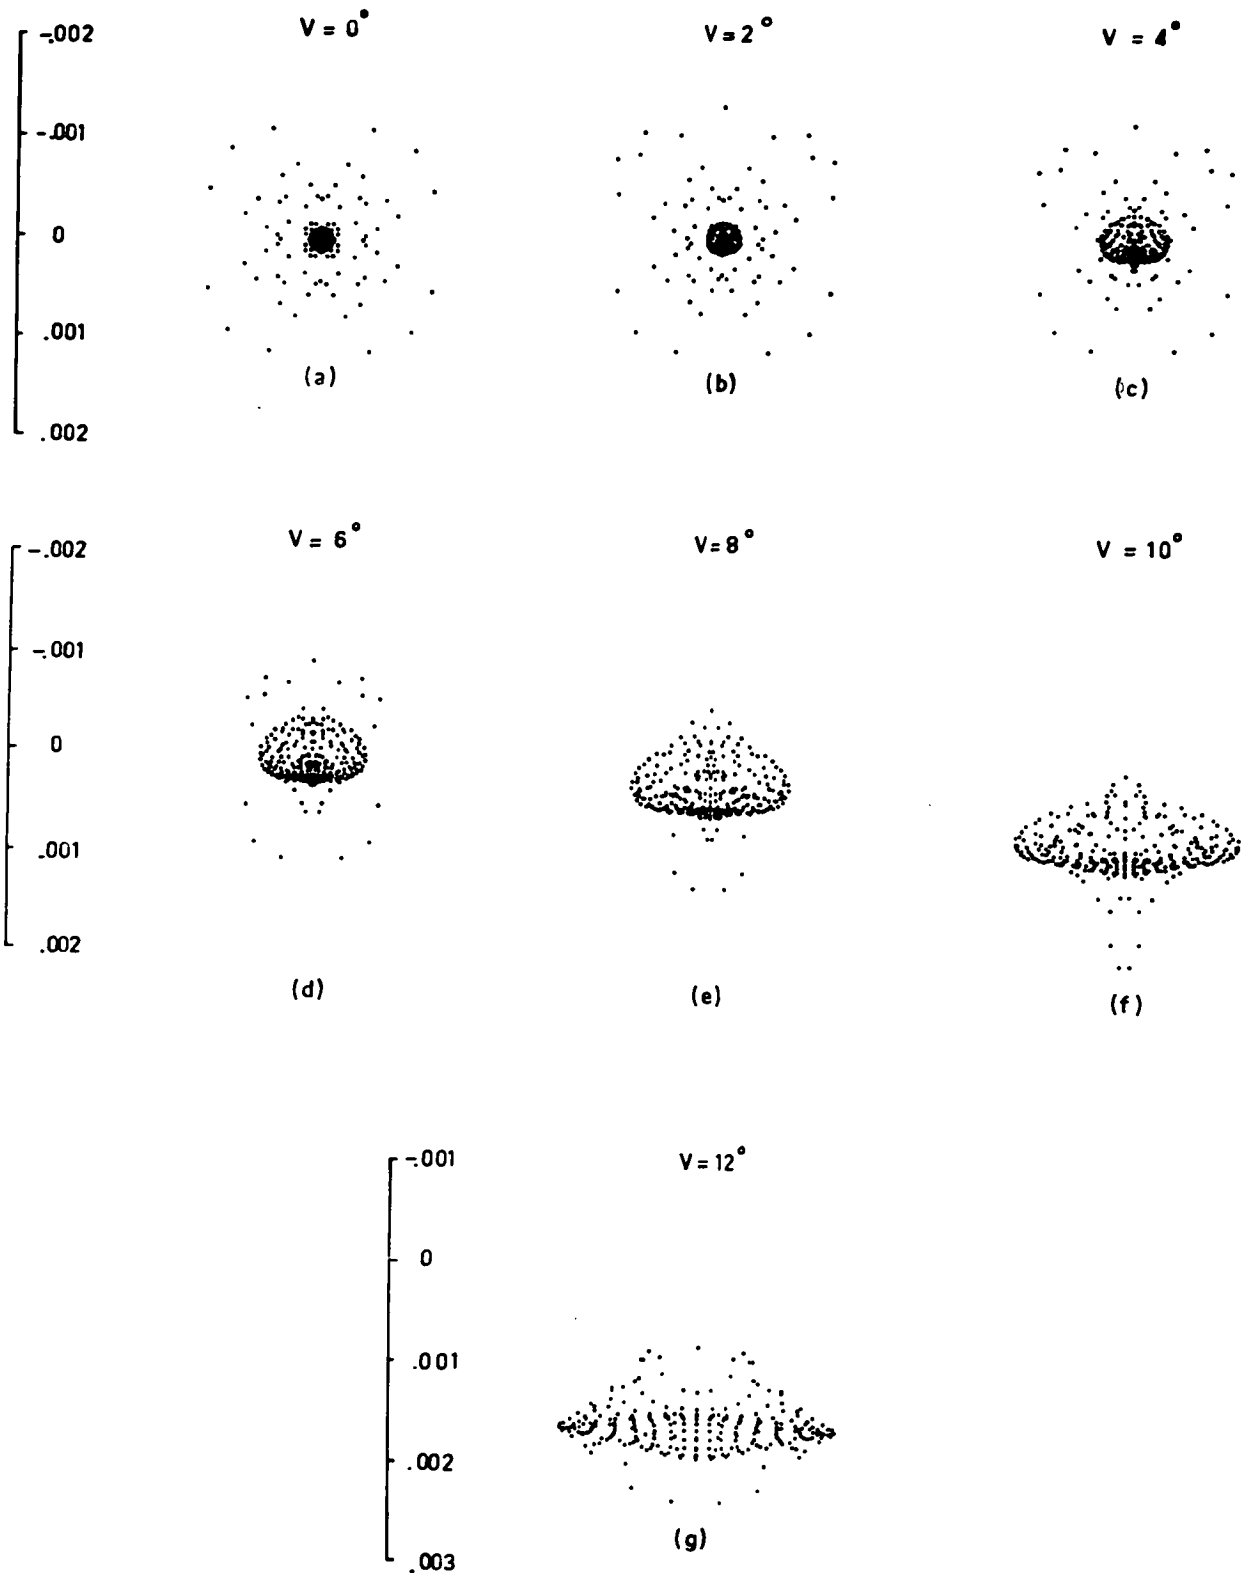 V = 0°
V = 2°
V = 4°
-.002
-.001
0
.001
.002
(a)
(b)
(c)
V = 6°
V = 8°
V = 10°
-.002
-.001
0
.001
.002
(d)
(e)
(f)
V = 12°
-.001
0
.001
.002
.003
(g)